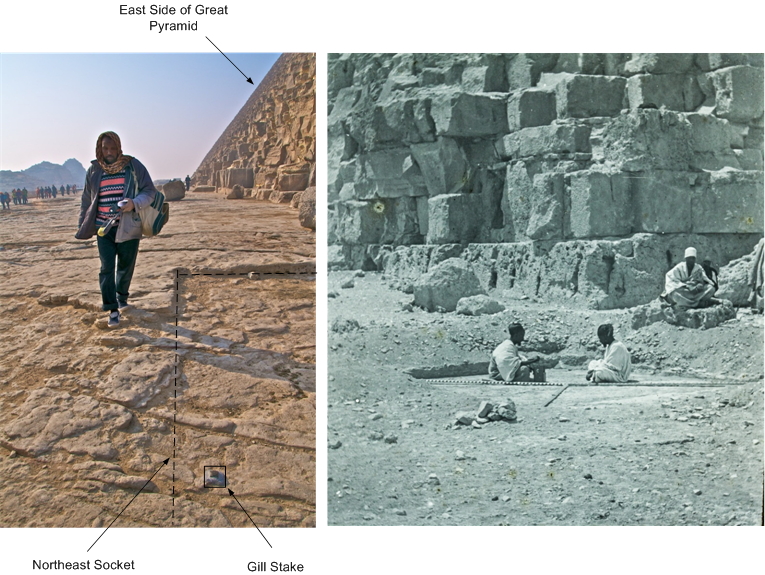 East Side of Great
Pyramid
Northeast Socket
Gill Stake